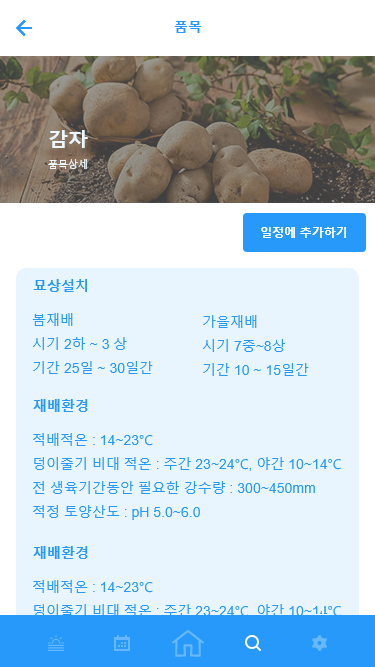 품목
감자
품목상세
일정에 추가하기
묘상설치
봄재배
시기 2하 ~ 3 상
기간 25일 ~ 30일간
가을재배
시기 7중~8상
기간 10 ~ 15일간
재배환경
적배적온 : 14~23℃
덩이줄기 비대 적온 : 주간 23~24℃, 야간 10~14℃
전 생육기간동안 필요한 강수량 : 300~450mm
적정 토양산도 : pH 5.0~6.0
재배환경
적배적온 : 14~23℃
덩이줄기 비대 적온 : 주간 23~24℃, 야간 10~14℃